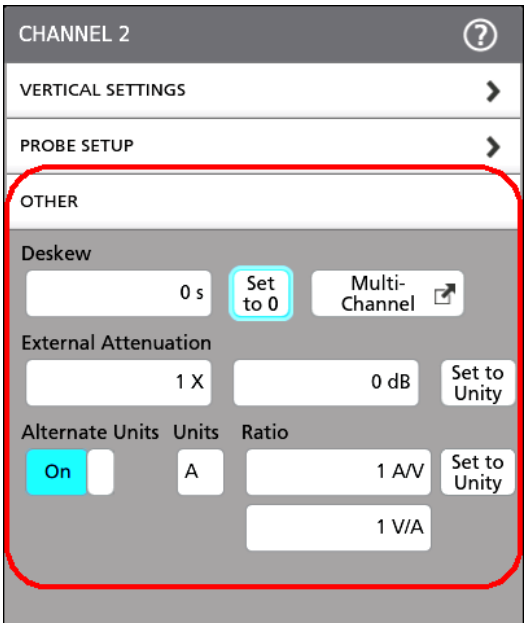 CHANNEL 2 ?
VERTICAL SETTINGS
PROBE SETUP
OTHER
Deskew
0 s
Set
to 0
Multi-
Channel
External Attenuation
1 X
0 dB
Set to
Unity
Alternate Units Units Ratio
On
A
1 A/V
Set to
Unity
1 V/A